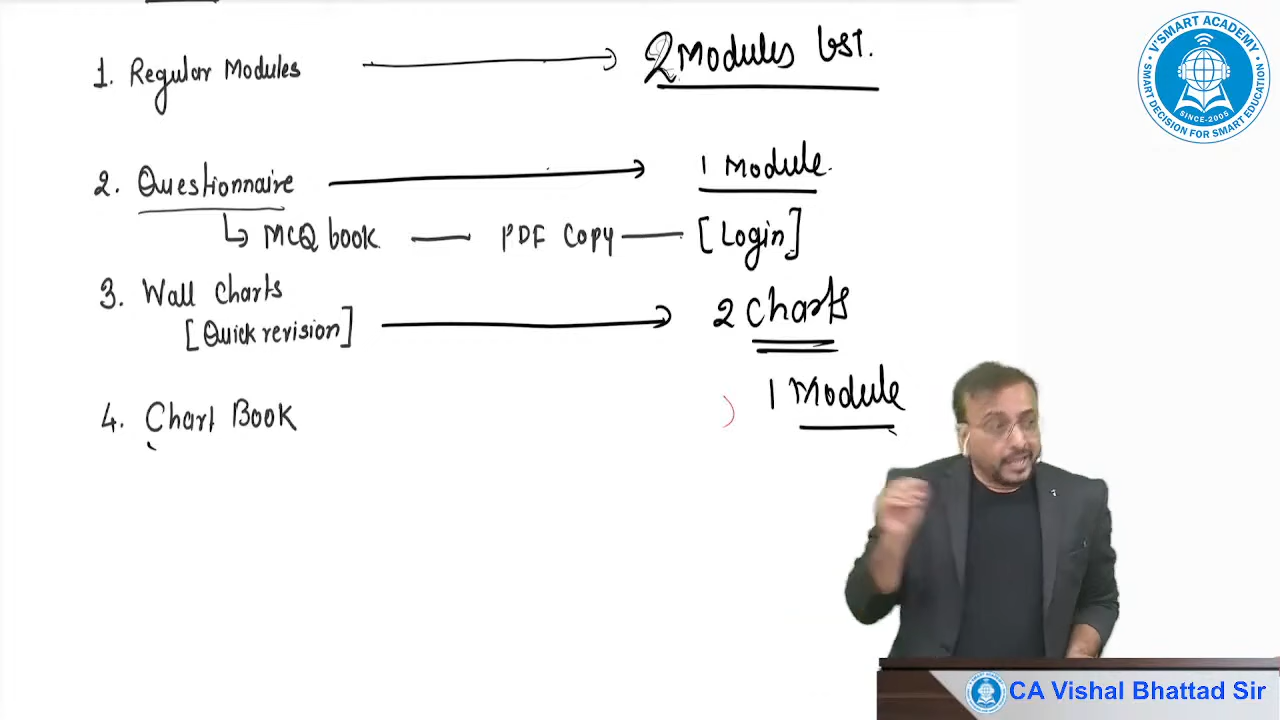 1. Regular Modules → 2 Modules GST.
2. Questionnaire → 1 Module.
↳ MCQ book — PDF Copy — [Login]
3. Wall Charts
[Quick revision] → 2 Charts
4. Chart Book 1 Module
V'SMART ACADEMY
SINCE-2005
SMART DECISION FOR SMART EDUCATION
CA Vishal Bhattad Sir